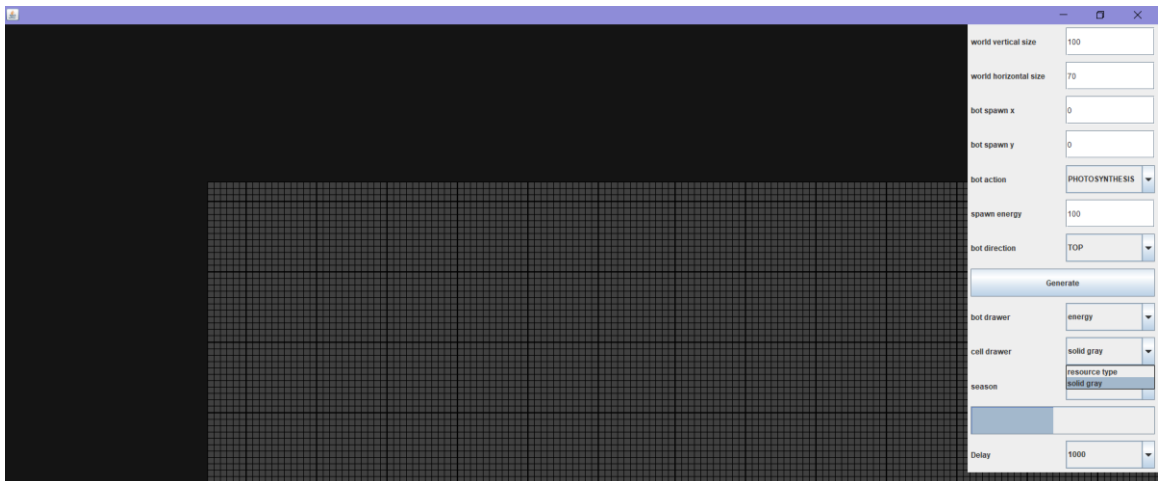 world vertical size 100
world horizontal size 70
bot spawn x 0
bot spawn y 0
bot action PHOTOSYNTHESIS
spawn energy 100
bot direction TOP
Generate
bot drawer energy
cell drawer solid gray
resource type
solid gray
season
Delay 1000